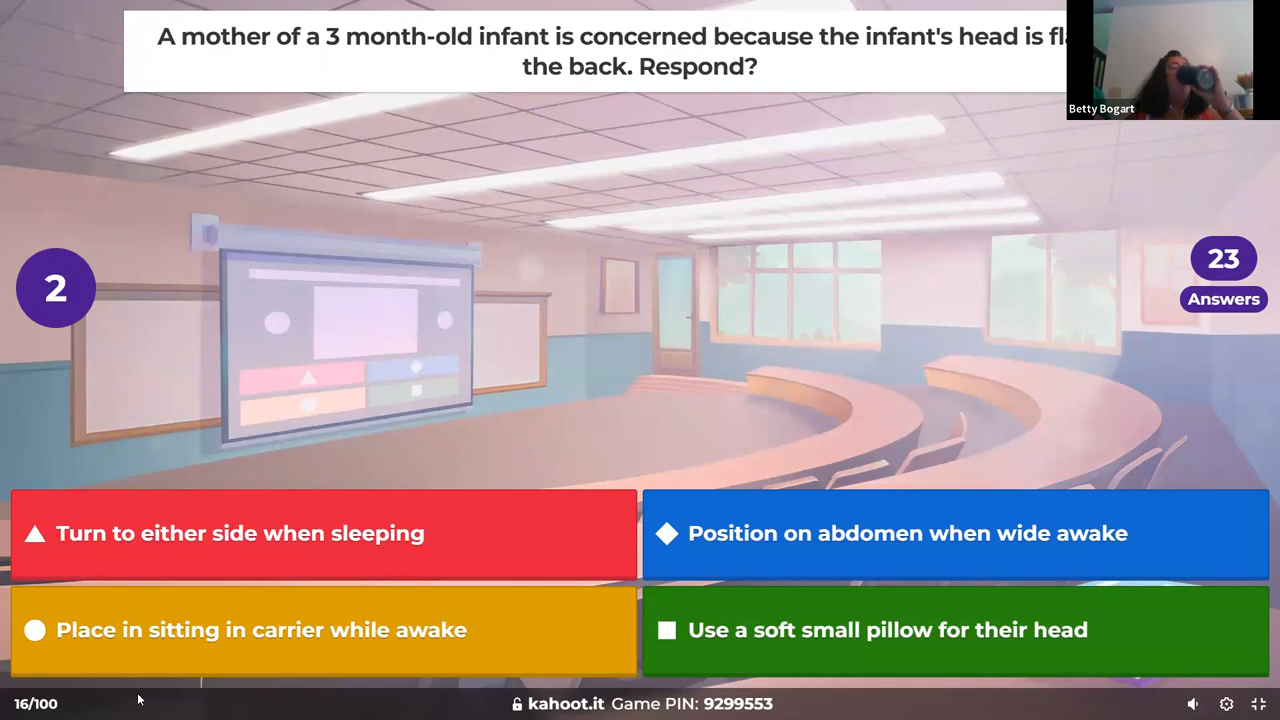 A mother of a 3 month-old infant is concerned because the infant's head is
the back. Respond?
Betty Bogart
2
23
Answers
Turn to either side when sleeping
Position on abdomen when wide awake
Place in sitting in carrier while awake
Use a soft small pillow for their head
16/100
kahoot.it Game PIN: 9299553